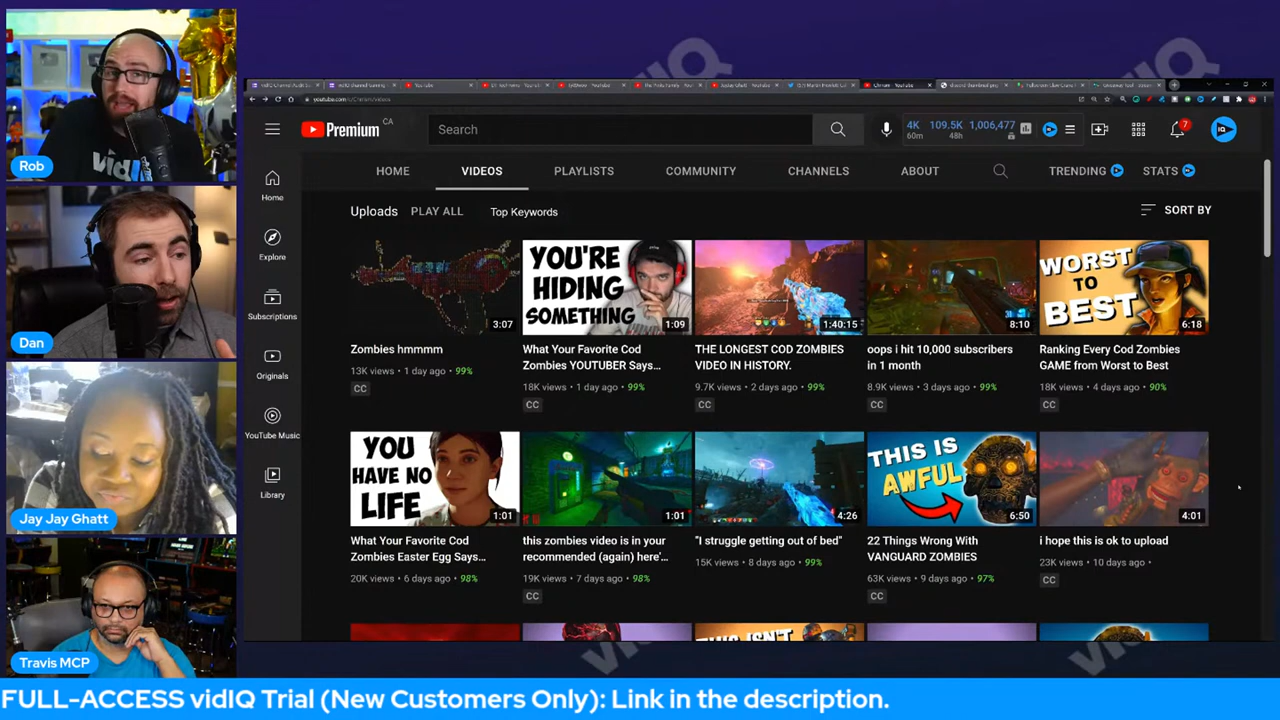 Rob
Dan
Jay Jay Ghatt
Travis MCP
vidIQ
youtube.com
Premium
CA
Search
4K
60m
109.5K
48h
1,006,477
7
IQ
Home
Explore
Subscriptions
Originals
YouTube Music
Library
HOME
VIDEOS
PLAYLISTS
COMMUNITY
CHANNELS
ABOUT
TRENDING
STATS
Uploads
PLAY ALL
Top Keywords
SORT BY
3:07
Zombies hmmmm
13K views • 1 day ago • 99%
CC
YOU'RE
HIDING
SOMETHING
1:09
What Your Favorite Cod
Zombies YOUTUBER Says...
18K views • 1 day ago • 99%
CC
1:40:15
THE LONGEST COD ZOMBIES
VIDEO IN HISTORY.
9.7K views • 2 days ago • 99%
CC
8:10
oops i hit 10,000 subscribers
in 1 month
8.9K views • 3 days ago • 99%
CC
WORST
TO
BEST
6:18
Ranking Every Cod Zombies
GAME from Worst to Best
18K views • 4 days ago • 90%
CC
YOU
HAVE NO
LIFE
1:01
What Your Favorite Cod
Zombies Easter Egg Says...
20K views • 6 days ago • 98%
1:01
this zombies video is in your
recommended (again) here'...
19K views • 7 days ago • 98%
CC
4:26
"I struggle getting out of bed"
15K views • 8 days ago • 99%
THIS IS
AWFUL
6:50
22 Things Wrong With
VANGUARD ZOMBIES
63K views • 9 days ago • 97%
CC
4:01
i hope this is ok to upload
23K views • 10 days ago •
CC
THIS ISN'T
FULL-ACCESS vidIQ Trial (New Customers Only): Link in the description.